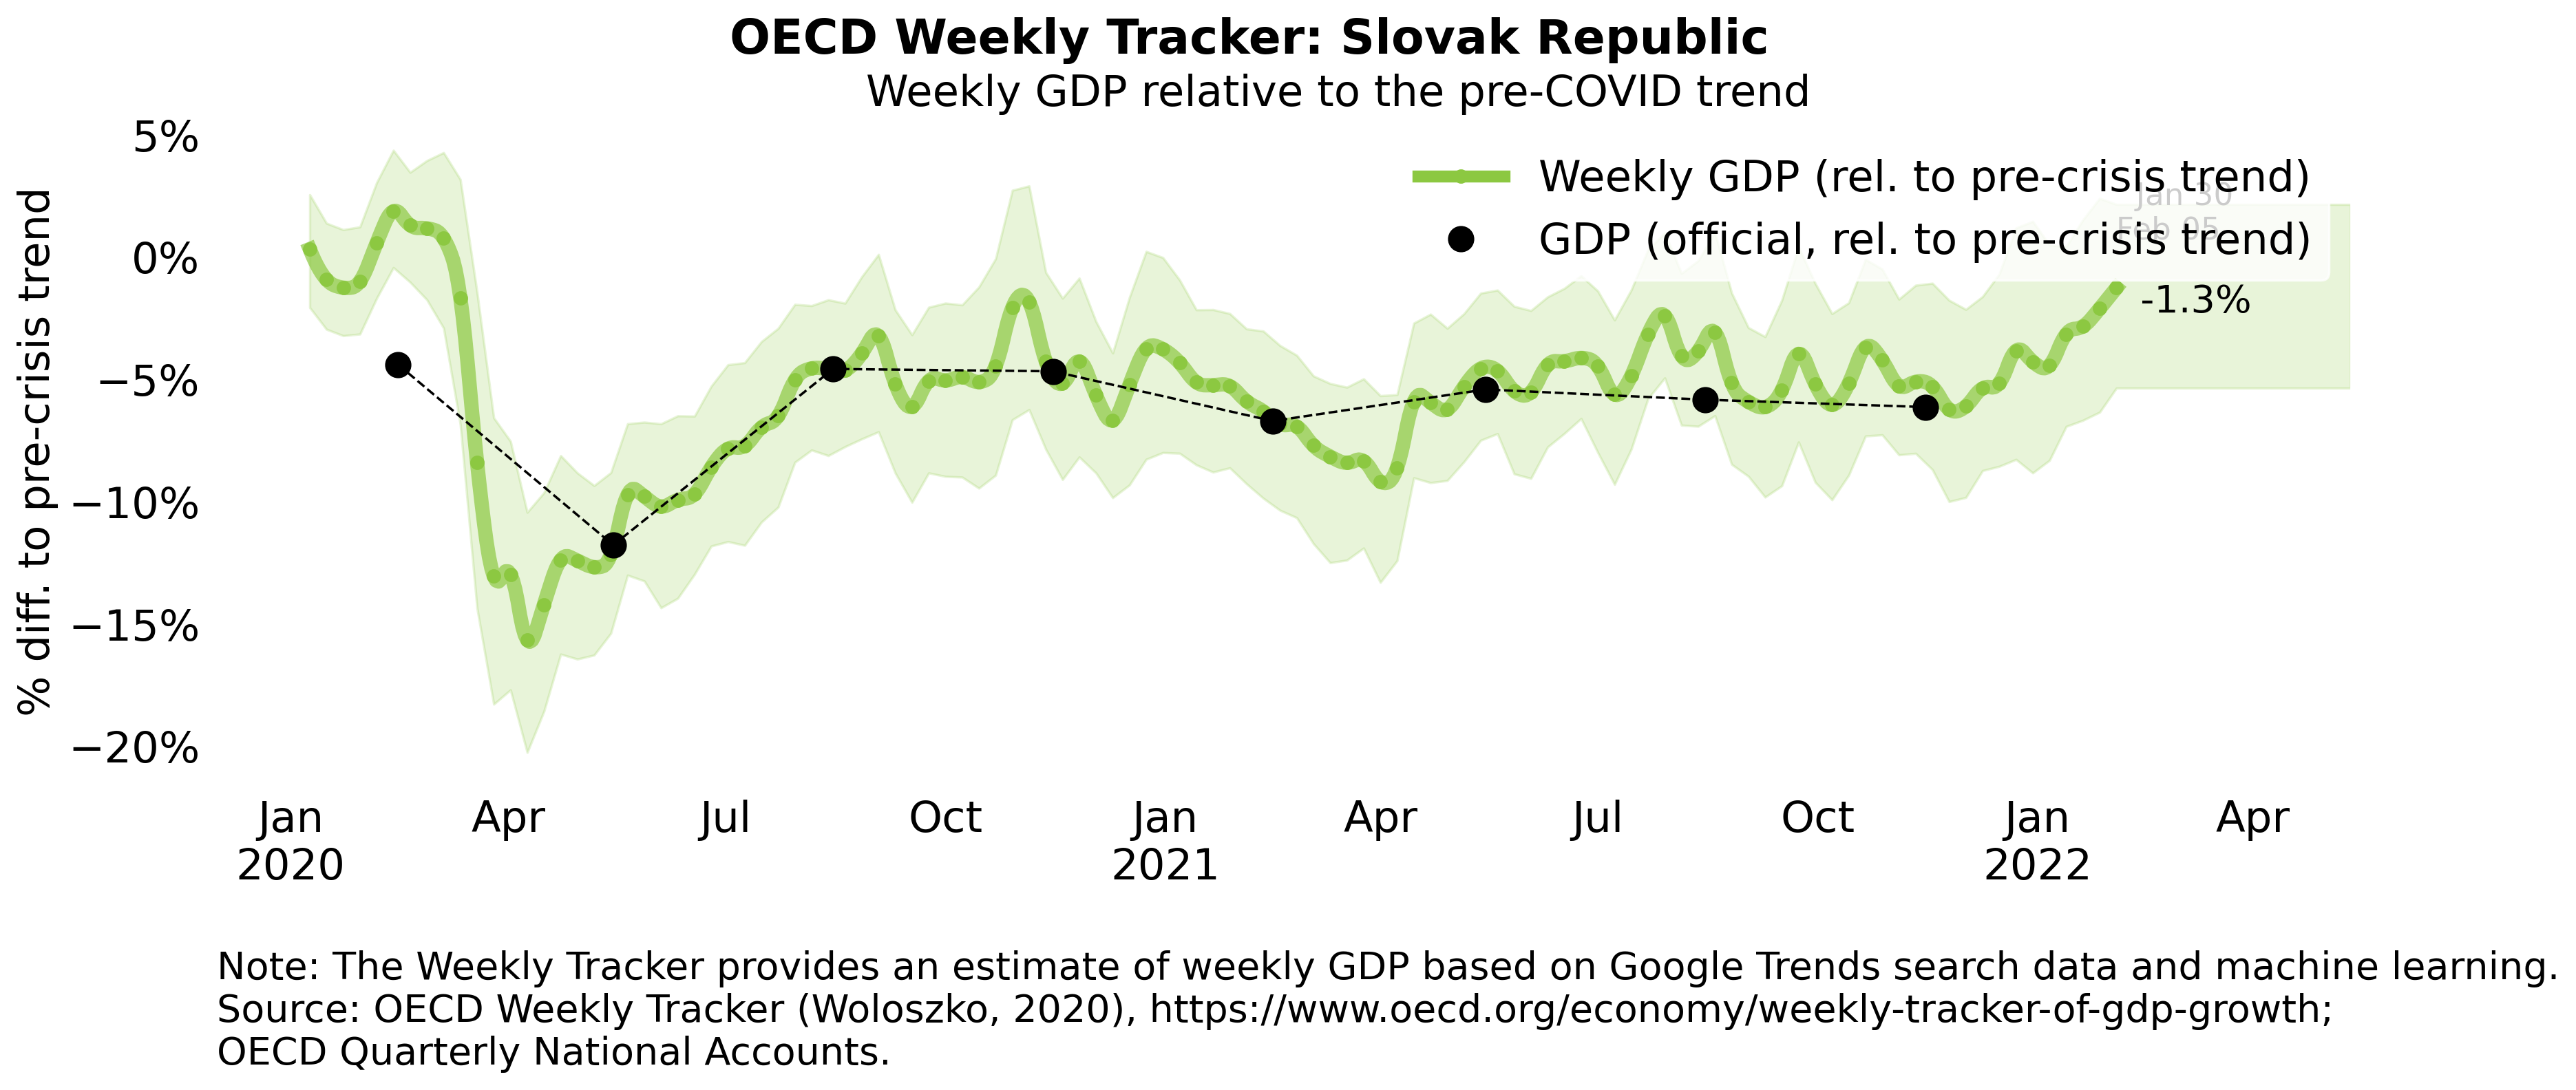 OECD Weekly Tracker: Slovak Republic
Weekly GDP relative to the pre-COVID trend
% diff. to pre-crisis trend
5%
0%
−5%
−10%
−15%
−20%
Weekly GDP (rel. to pre-crisis trend)
GDP (official, rel. to pre-crisis trend)
Jan 30
Feb 05
-1.3%
Jan
2020
Apr
Jul
Oct
Jan
2021
Apr
Jul
Oct
Jan
2022
Apr
Note: The Weekly Tracker provides an estimate of weekly GDP based on Google Trends search data and machine learning.
Source: OECD Weekly Tracker (Woloszko, 2020), https://www.oecd.org/economy/weekly-tracker-of-gdp-growth;
OECD Quarterly National Accounts.